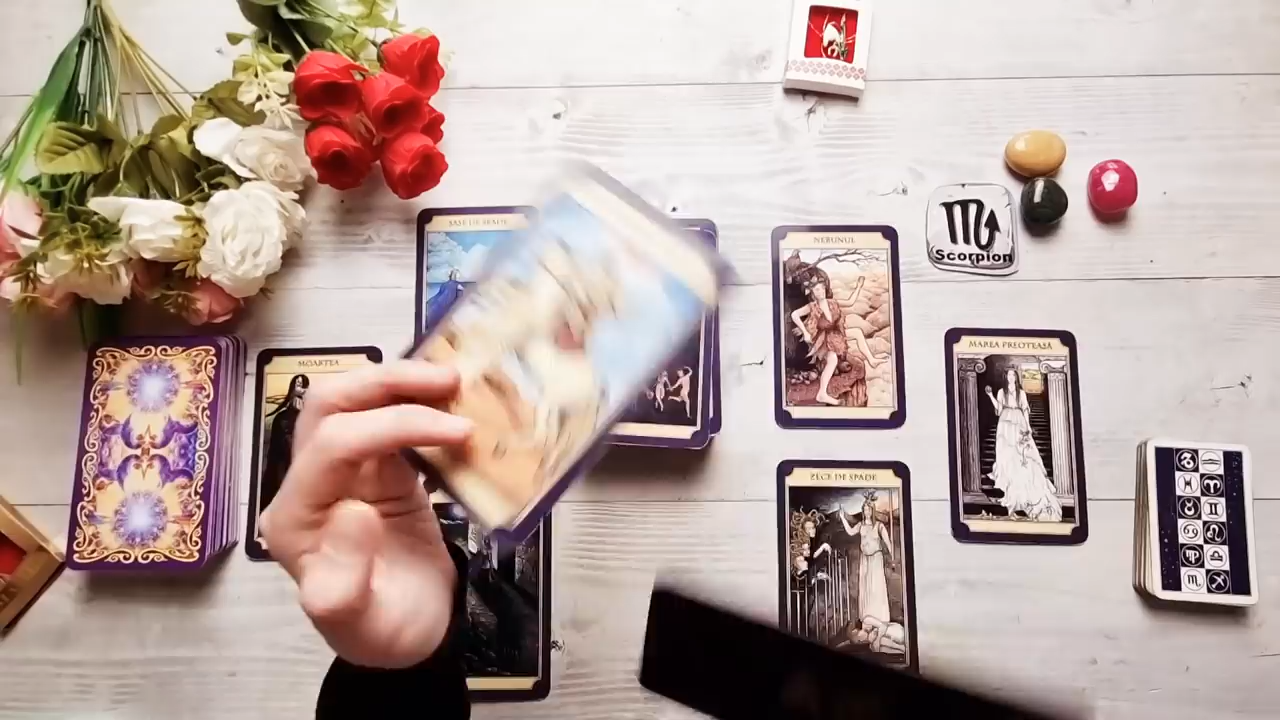 ȘASE DE SPADE
NEBUNUL
Scorpion
MAREA PREOTEASĂ
MOARTEA
ZECE DE SPADE